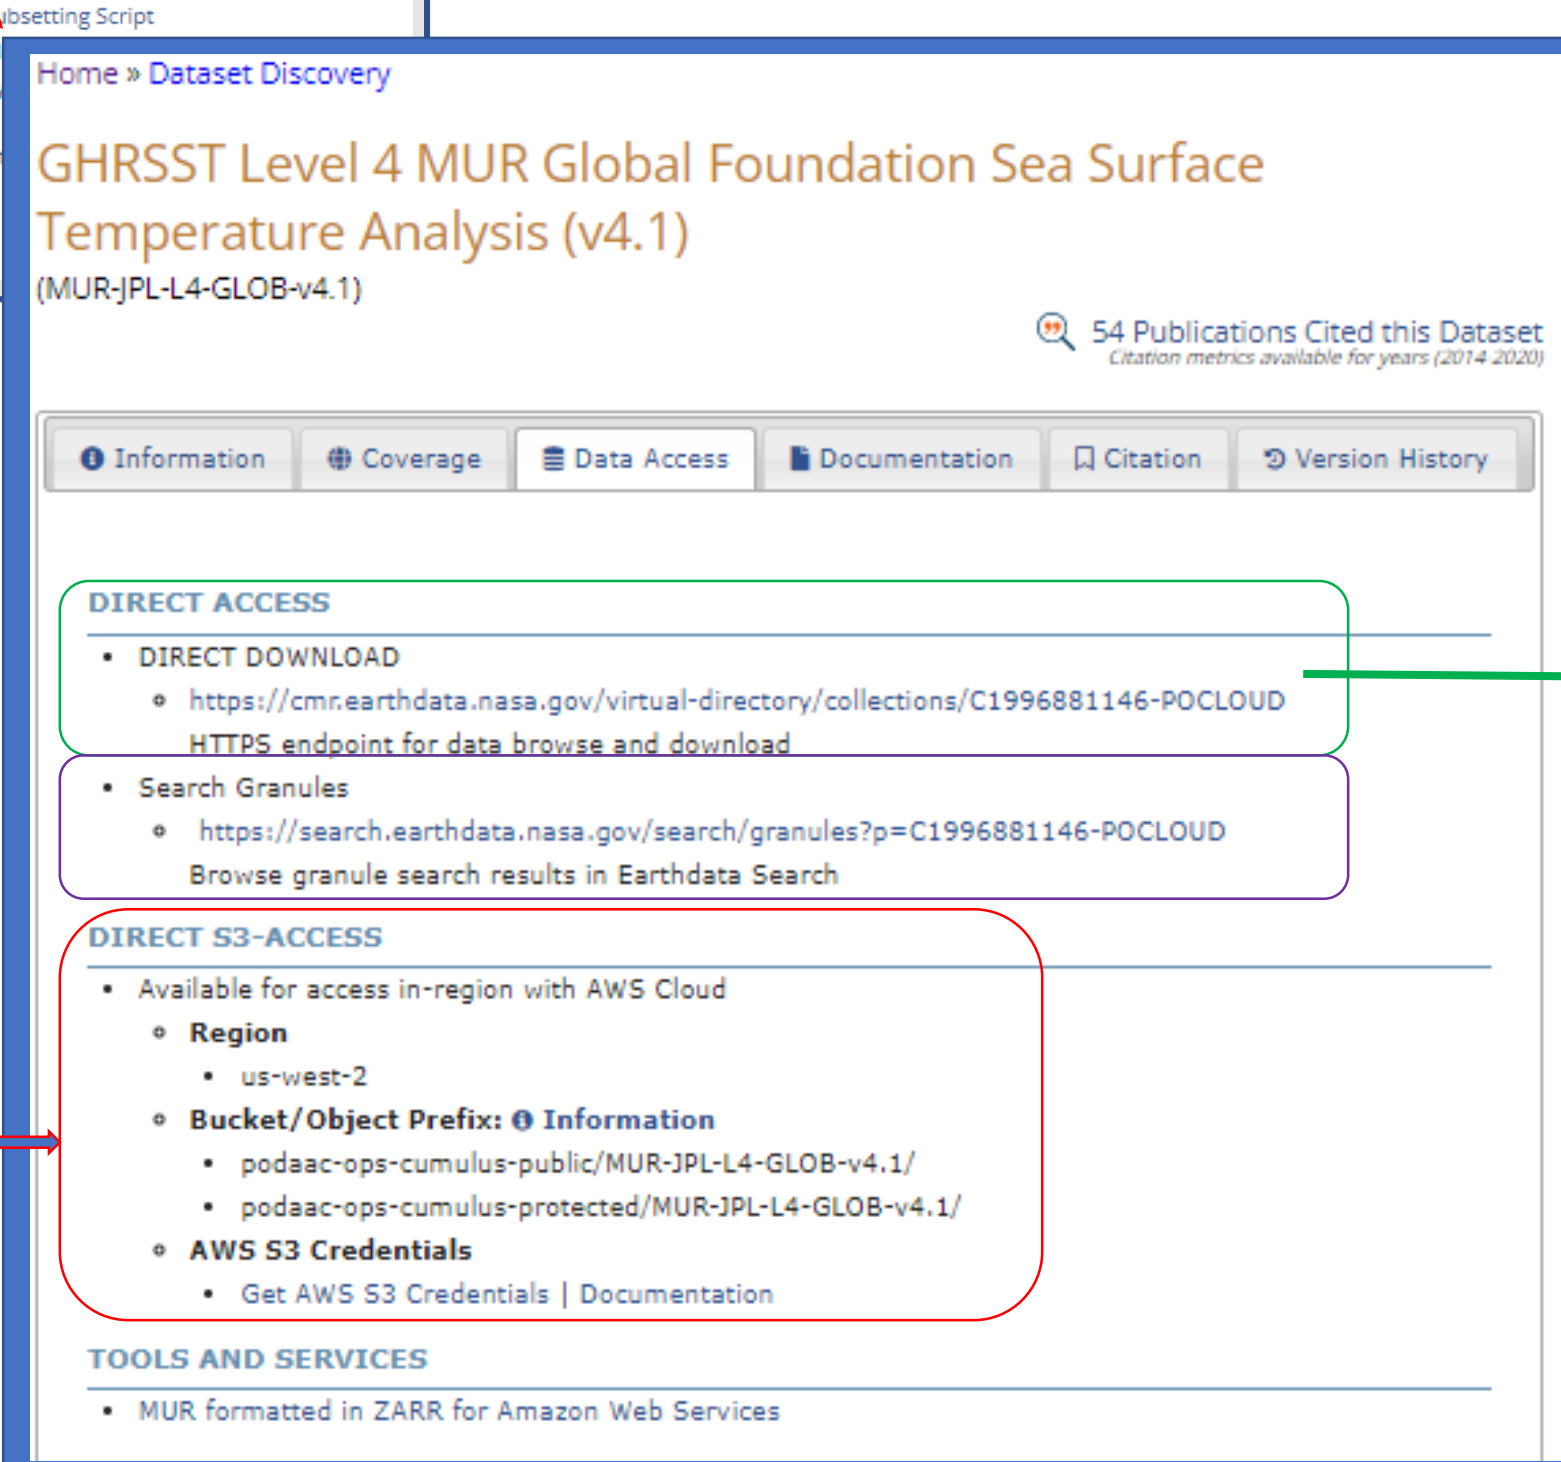 ubsetting Script
Home » Dataset Discovery
GHRSST Level 4 MUR Global Foundation Sea Surface
Temperature Analysis (v4.1)
(MUR-JPL-L4-GLOB-v4.1)
54 Publications Cited this Dataset
Citation metrics available for years (2014-2020)
Information Coverage Data Access Documentation Citation Version History
DIRECT ACCESS
• DIRECT DOWNLOAD
https://cmr.earthdata.nasa.gov/virtual-directory/collections/C1996881146-POCLOUD
HTTPS endpoint for data browse and download
• Search Granules
https://search.earthdata.nasa.gov/search/granules?p=C1996881146-POCLOUD
Browse granule search results in Earthdata Search
DIRECT S3-ACCESS
• Available for access in-region with AWS Cloud
Region
• us-west-2
Bucket/Object Prefix: Information
• podaac-ops-cumulus-public/MUR-JPL-L4-GLOB-v4.1/
• podaac-ops-cumulus-protected/MUR-JPL-L4-GLOB-v4.1/
AWS S3 Credentials
• Get AWS S3 Credentials | Documentation
TOOLS AND SERVICES
• MUR formatted in ZARR for Amazon Web Services